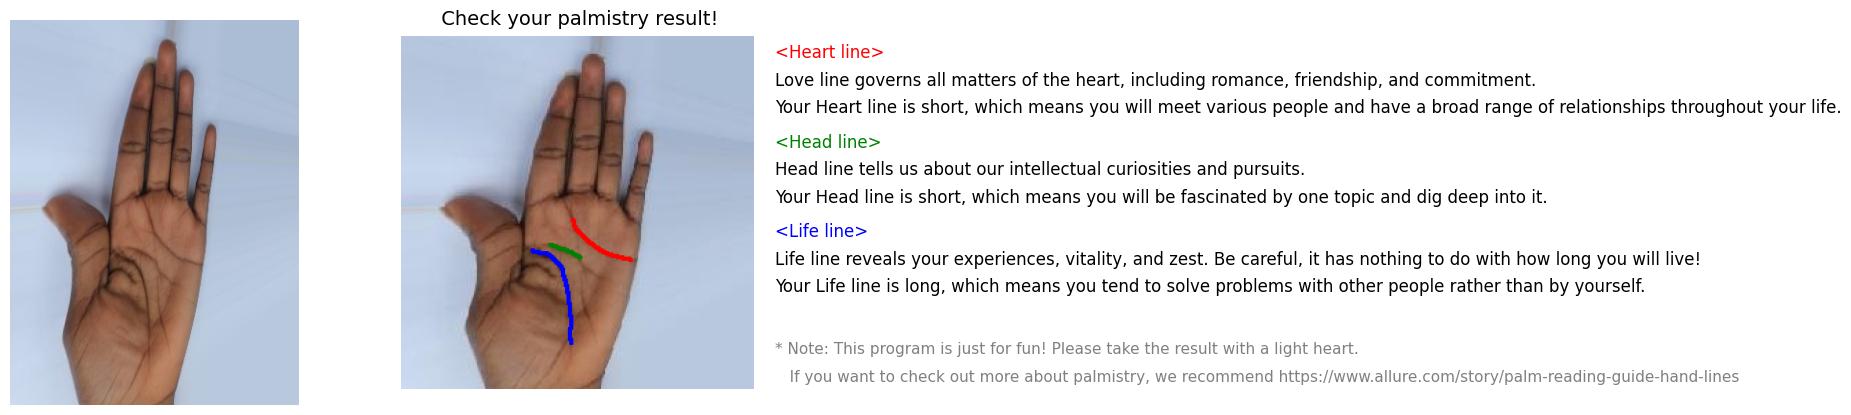 Check your palmistry result!
<Heart line>
Love line governs all matters of the heart, including romance, friendship, and commitment.
Your Heart line is short, which means you will meet various people and have a broad range of relationships throughout your life.
<Head line>
Head line tells us about our intellectual curiosities and pursuits.
Your Head line is short, which means you will be fascinated by one topic and dig deep into it.
<Life line>
Life line reveals your experiences, vitality, and zest. Be careful, it has nothing to do with how long you will live!
Your Life line is long, which means you tend to solve problems with other people rather than by yourself.
* Note: This program is just for fun! Please take the result with a light heart.
If you want to check out more about palmistry, we recommend https://www.allure.com/story/palm-reading-guide-hand-lines